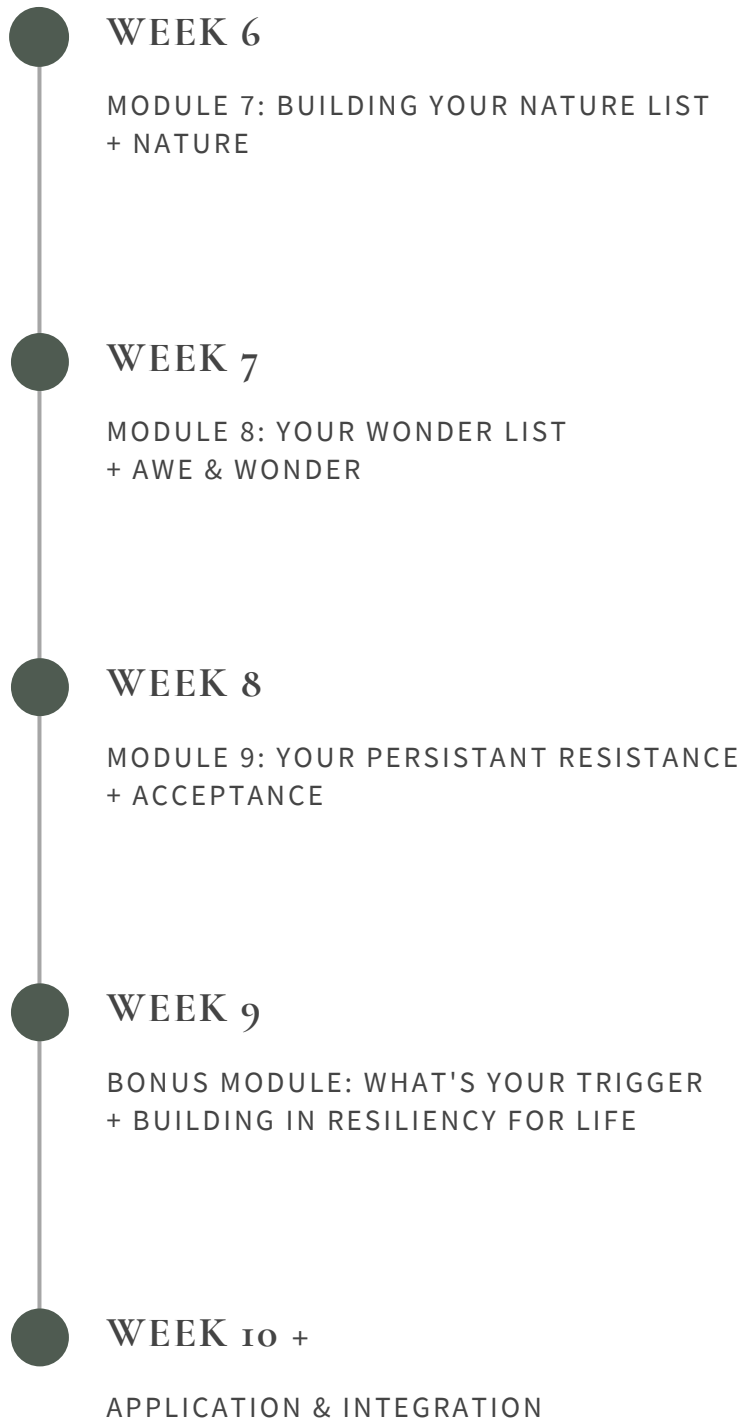 WEEK 6
MODULE 7: BUILDING YOUR NATURE LIST
+ NATURE
WEEK 7
MODULE 8: YOUR WONDER LIST
+ AWE & WONDER
WEEK 8
MODULE 9: YOUR PERSISTANT RESISTANCE
+ ACCEPTANCE
WEEK 9
BONUS MODULE: WHAT'S YOUR TRIGGER
+ BUILDING IN RESILIENCY FOR LIFE
WEEK 10 +
APPLICATION & INTEGRATION